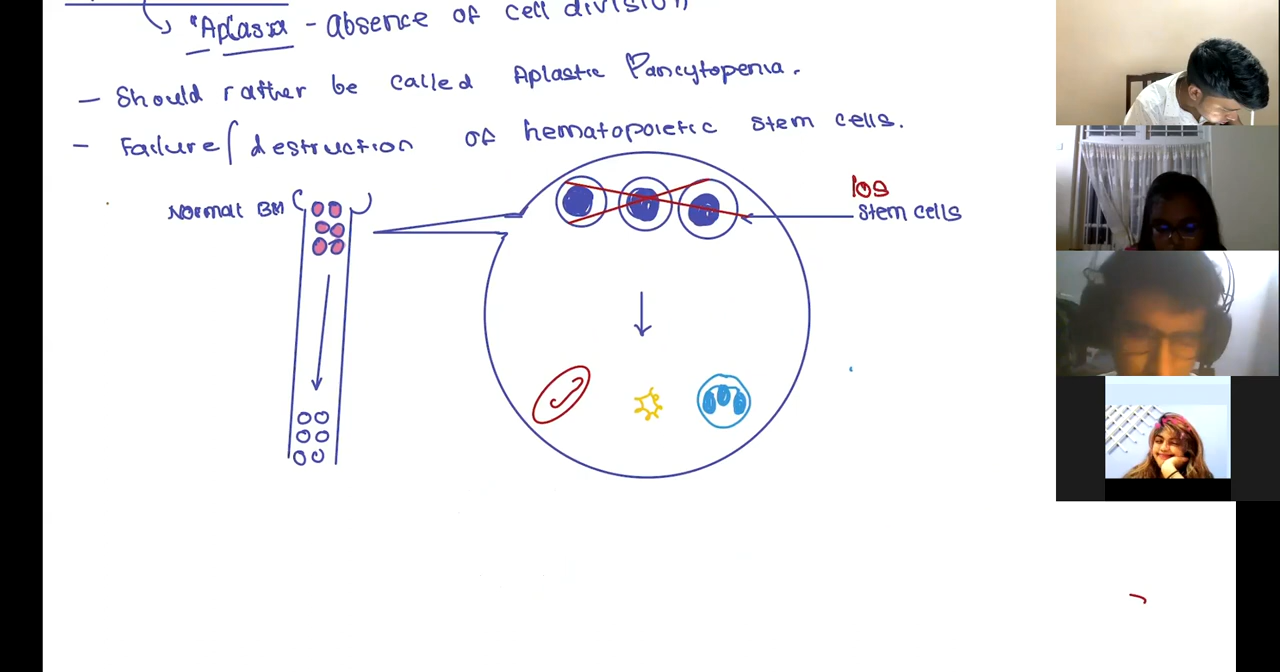 "Aplasia - absence of cell division
- Should rather be called Aplastic Pancytopenia.
- Failure/destruction of hematopoietic stem cells.
Normal BM
los
stem cells